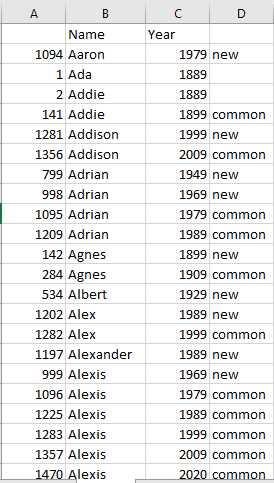 A B C D
Name Year
1094 Aaron 1979 new
1 Ada 1889
2 Addie 1889
141 Addie 1899 common
1281 Addison 1999 new
1356 Addison 2009 common
799 Adrian 1949 new
998 Adrian 1969 new
1095 Adrian 1979 common
1209 Adrian 1989 common
142 Agnes 1899 new
284 Agnes 1909 common
534 Albert 1929 new
1202 Alex 1989 new
1282 Alex 1999 common
1197 Alexander 1989 new
999 Alexis 1969 new
1096 Alexis 1979 common
1225 Alexis 1989 common
1283 Alexis 1999 common
1357 Alexis 2009 common
1470 Alexis 2020 common